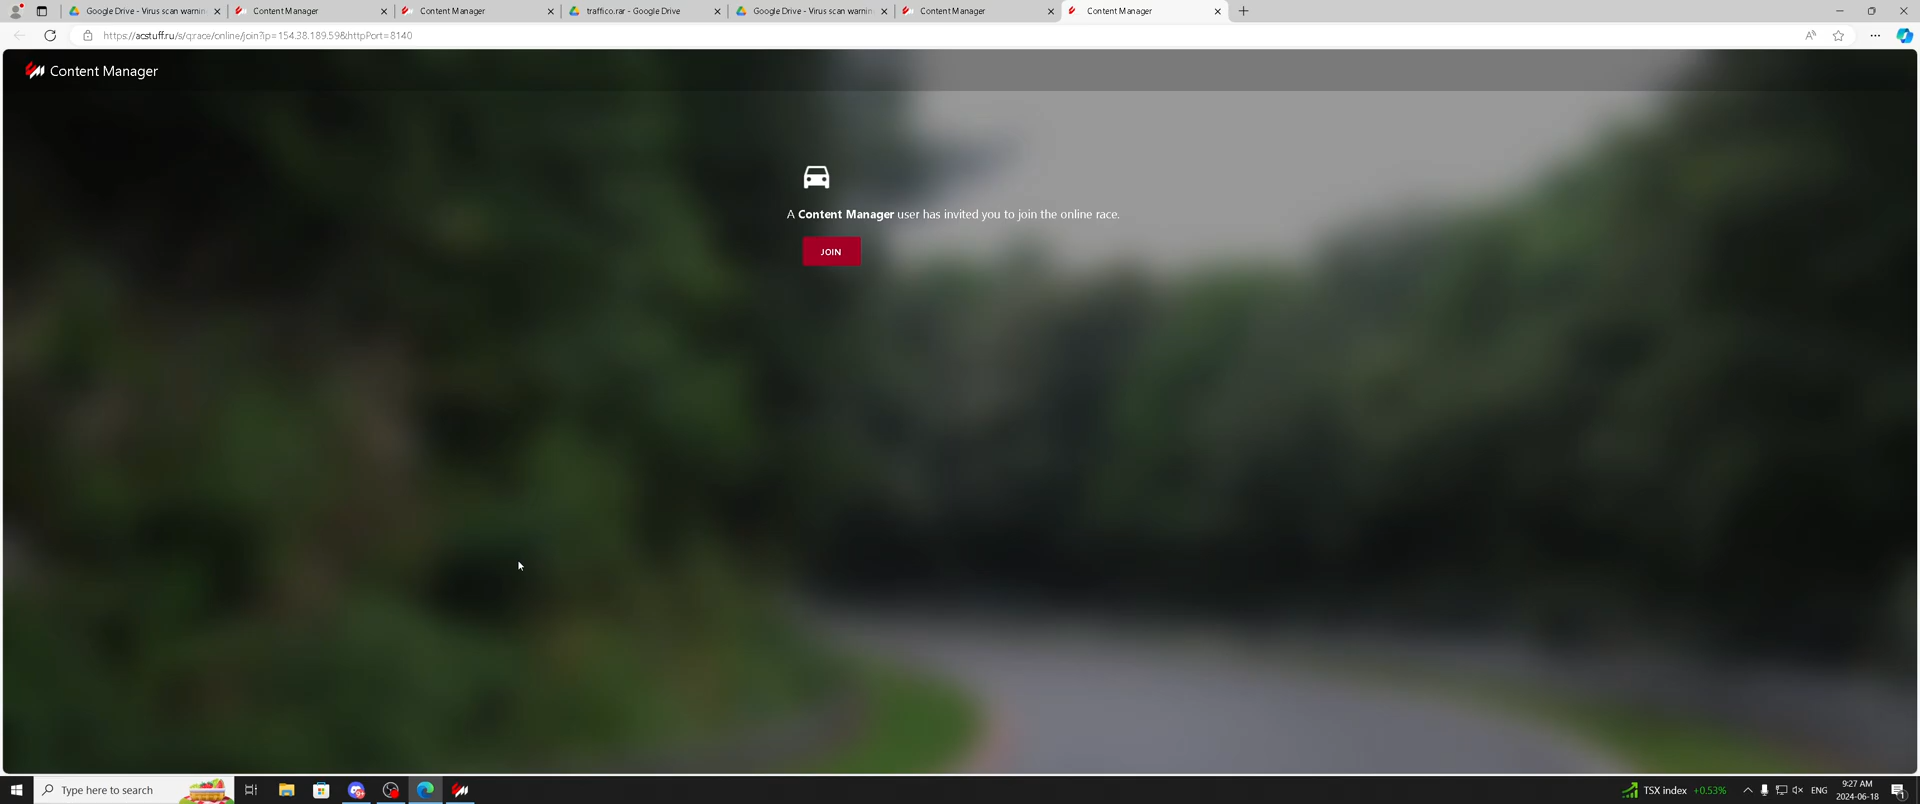 Google Drive - Virus scan warnin
Content Manager
Content Manager
traffico.rar - Google Drive
Google Drive - Virus scan warnin
Content Manager
Content Manager
https://acstuff.ru/s/q:race/online/join?ip=154.38.189.59&httpPort=8140
Content Manager
A Content Manager user has invited you to join the online race.
JOIN
Type here to search
TSX index +0.53%
ENG
9:27 AM
2024-06-18